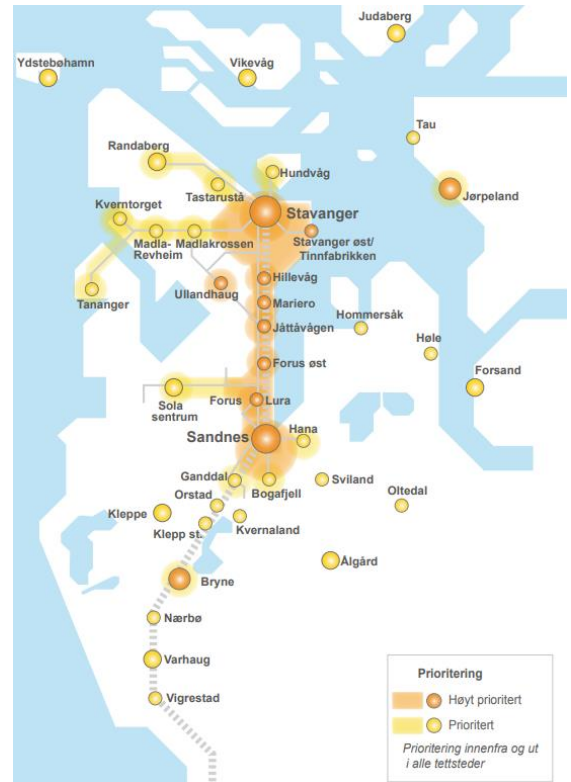 Judaberg
Ydstebøhamn
Vikevåg
Tau
Randaberg
Hundvåg
Tastarustå
Jørpeland
Kverntorget
Stavanger
Madla-
Revheim
Madlakrossen
Stavanger øst/
Tinnfabrikken
Ullandhaug
Hillevåg
Tananger
Mariero
Hommersåk
Jåttåvågen
Høle
Forus øst
Forsand
Sola
sentrum
Forus
Lura
Hana
Sandnes
Ganddal
Bogafjell
Sviland
Orstad
Oltedal
Kleppe
Klepp st.
Kvernaland
Ålgård
Bryne
Nærbø
Varhaug
Vigrestad
Prioritering
Høyt prioritert
Prioritert
Prioritering innenfra og ut
i alle tettsteder